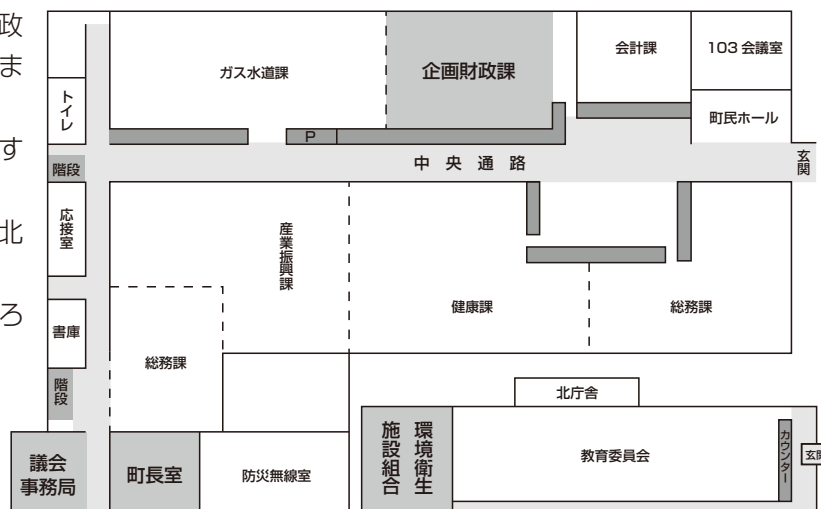 政
ま
す
北
ろ
ガス水道課
企画財政課
会計課
103 会議室
町民ホール
トイレ
P
中央通路
玄関
階段
応接室
産業振興課
健康課
総務課
書庫
総務課
階段
北庁舎
議会
事務局
町長室
防災無線室
環境衛生
施設組合
教育委員会
カウンター
玄関